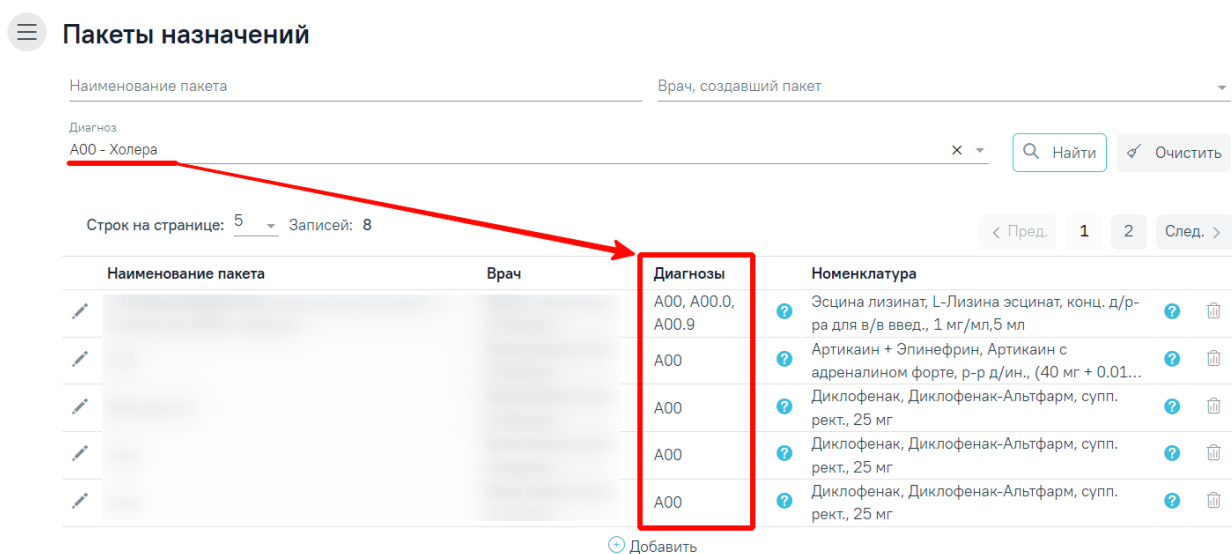 Пакеты назначений
Наименование пакета
Врач, создавший пакет
Диагноз
A00 - Холера
Найти
Очистить
Строк на странице: 5 Записей: 8
Пред. 1 2 След.
Наименование пакета Врач Диагнозы Номенклатура
A00, A00.0, Эсцина лизинат, L-Лизина эсцинат, конц. д/р-
A00.9 ра для в/в введ., 1 мг/мл,5 мл
A00 Артикаин + Эпинефрин, Артикаин с
адреналином форте, р-р д/ин., (40 мг + 0.01...
A00 Диклофенак, Диклофенак-Альтфарм, супп.
рект., 25 мг
A00 Диклофенак, Диклофенак-Альтфарм, супп.
рект., 25 мг
A00 Диклофенак, Диклофенак-Альтфарм, супп.
рект., 25 мг
Добавить